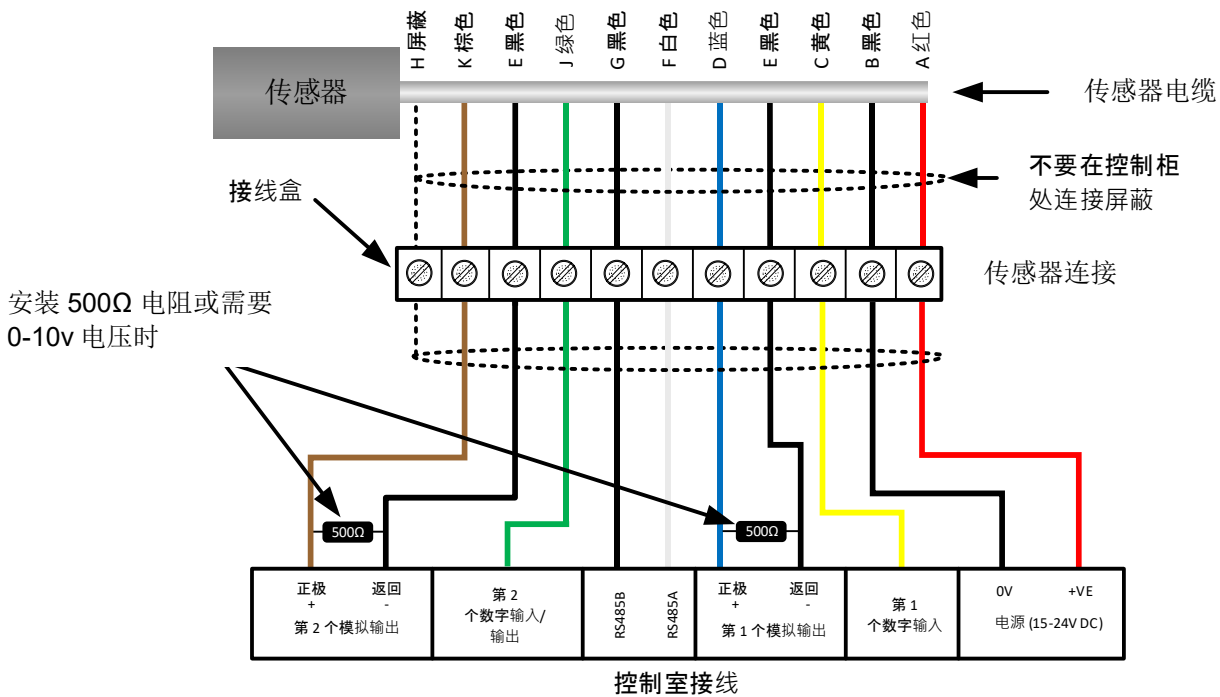 H 屏蔽
K 棕色
E 黑色
J 绿色
G 黑色
F 白色
D 蓝色
E 黑色
C 黄色
B 黑色
A 红色
传感器
传感器电缆
不要在控制柜
处连接屏蔽
接线盒
传感器连接
安装 500Ω 电阻或需要
0-10v 电压时
500Ω
500Ω
正极
+
返回
-
第 2 个模拟输出
第 2
个数字输入/
输出
RS485B
RS485A
正极
+
返回
-
第 1 个模拟输出
第 1
个数字输入
0V
+VE
电源 (15-24V DC)
控制室接线